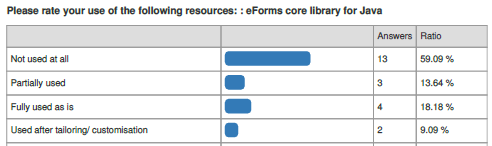 Please rate your use of the following resources: : eForms core library for Java
Answers Ratio
Not used at all 13 59.09 %
Partially used 3 13.64 %
Fully used as is 4 18.18 %
Used after tailoring/ customisation 2 9.09 %